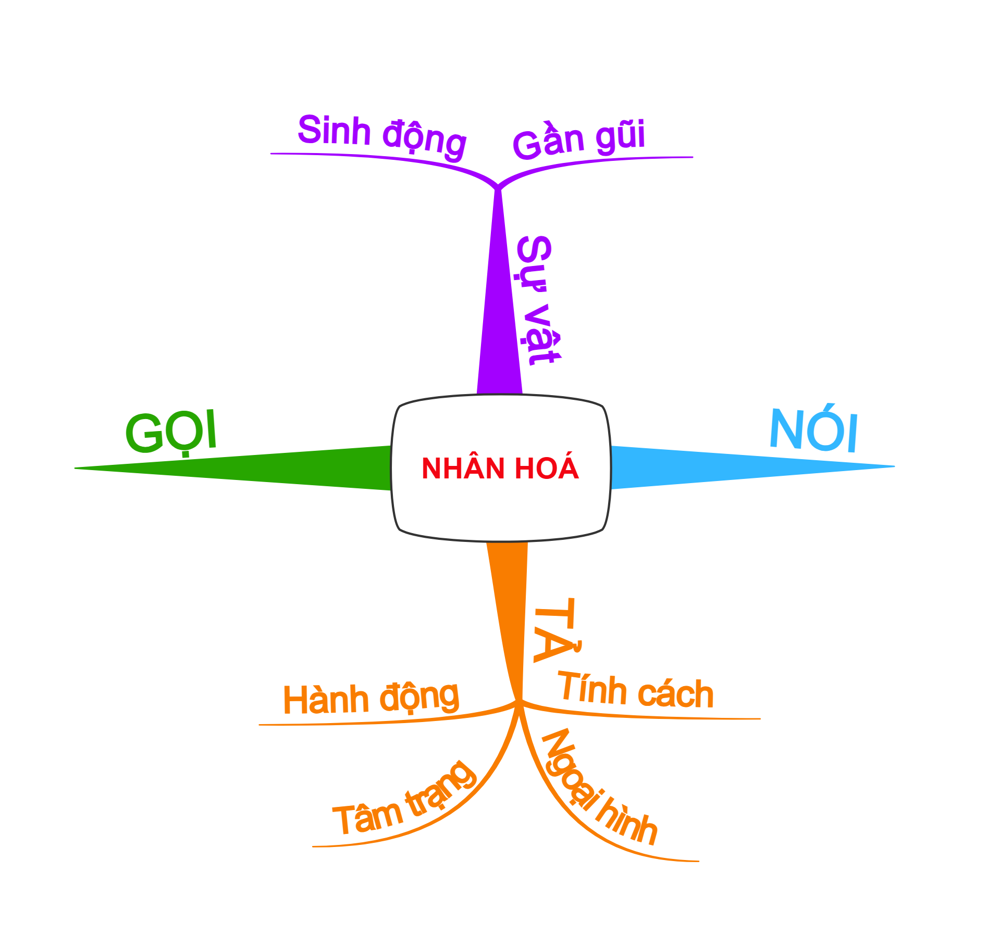 Sinh động
Gần gũi
Sự vật
GỌI
NÓI
NHÂN HOÁ
TẢ
Hành động
Tính cách
Tâm trạng
Ngoại hình